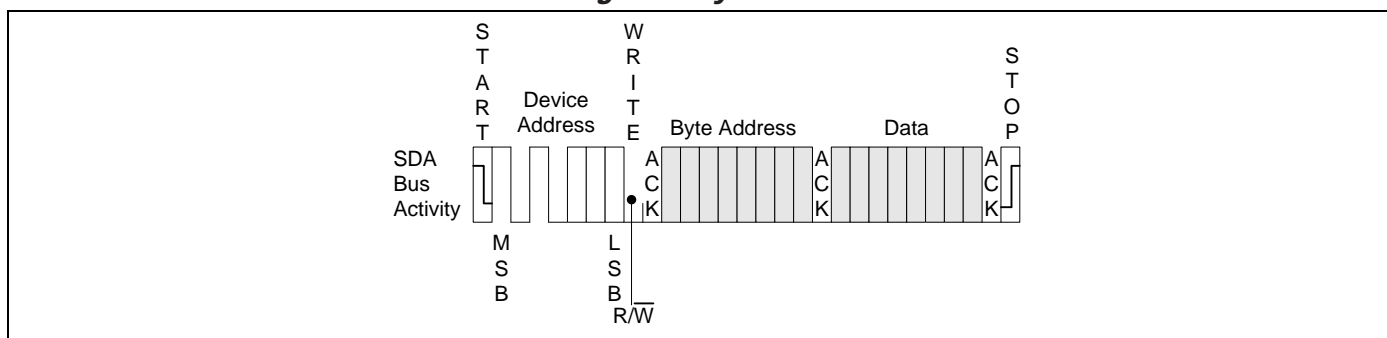 START
WRITE
STOP
Device
Address
Byte Address
Data
SDA
Bus
Activity
ACK
ACK
ACK
MSB
LSB
R/W